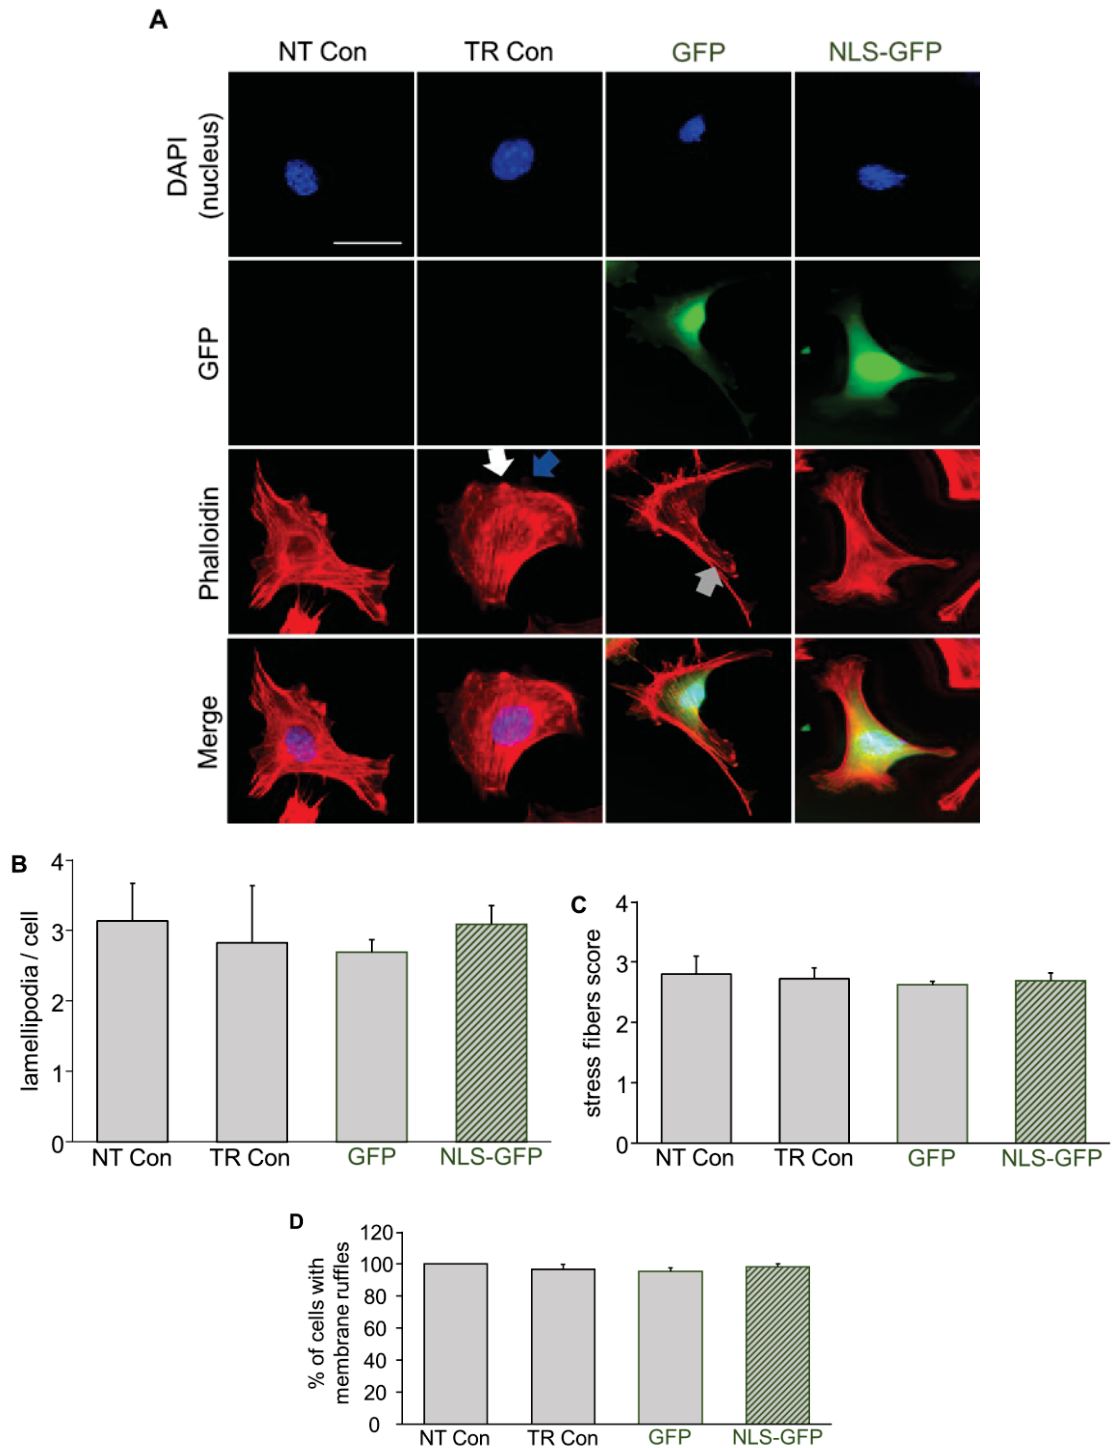 A
NT Con TR Con GFP NLS-GFP
DAPI
(nucleus)
GFP
Phalloidin
Merge
B
lamellipodia / cell
4
3
2
1
0
NT Con TR Con GFP NLS-GFP
C
stress fibers score
4
3
2
1
0
NT Con TR Con GFP NLS-GFP
D
% of cells with
membrane ruffles
120
100
80
60
40
20
0
NT Con TR Con GFP NLS-GFP